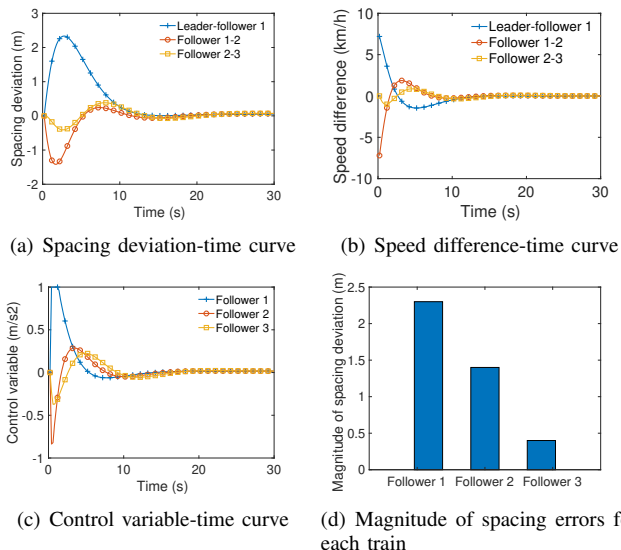 3
2
1
0
-1
-2
0
10
20
30
Spacing deviation (m)
Time (s)
Leader-follower 1
Follower 1-2
Follower 2-3
(a) Spacing deviation-time curve
10
5
0
-5
-10
0
10
20
30
Speed difference (km/h)
Time (s)
Leader-follower 1
Follower 1-2
Follower 2-3
(b) Speed difference-time curve
1
0.5
0
-0.5
-1
0
10
20
30
Control variable (m/s2)
Time (s)
Follower 1
Follower 2
Follower 3
(c) Control variable-time curve
2.5
2
1.5
1
0.5
0
Magnitude of spacing deviation (m)
Follower 1 Follower 2 Follower 3
(d) Magnitude of spacing errors f
each train